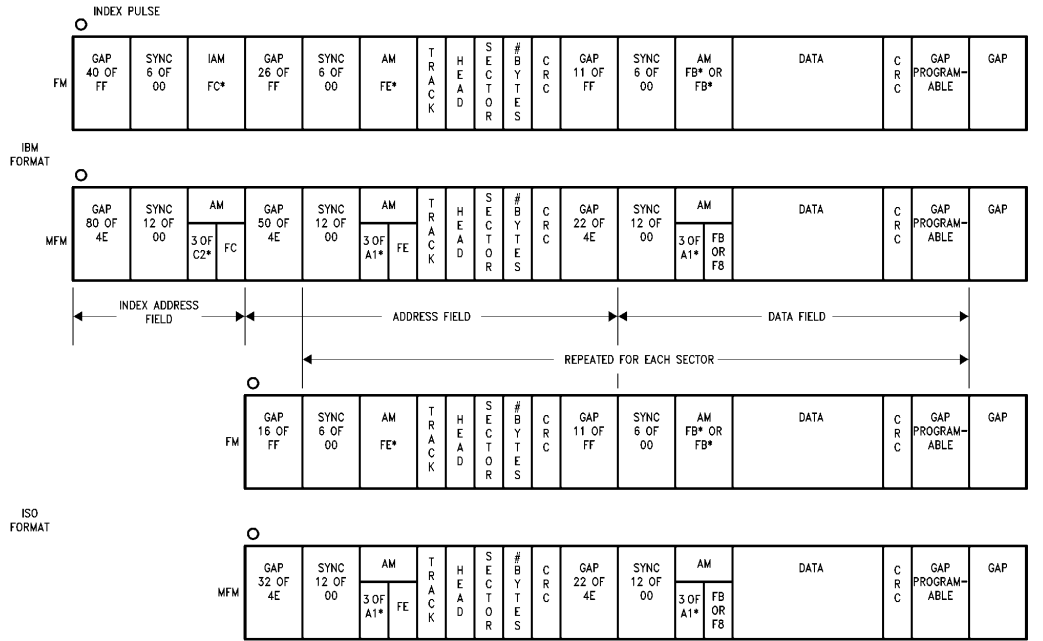 INDEX PULSE
FM
GAP 40 OF FF
SYNC 6 OF 00
IAM FC*
GAP 26 OF FF
SYNC 6 OF 00
AM FE*
TRACK
HEAD
SECTOR
#BYTES
CRC
GAP 11 OF FF
SYNC 6 OF 00
AM FB* OR FB*
DATA
CRC
GAP PROGRAM-ABLE
GAP
IBM FORMAT
MFM
GAP 80 OF 4E
SYNC 12 OF 00
AM
3 OF C2*
FC
GAP 50 OF 4E
SYNC 12 OF 00
AM
3 OF A1*
FE
TRACK
HEAD
SECTOR
#BYTES
CRC
GAP 22 OF 4E
SYNC 12 OF 00
AM
3 OF A1*
FB OR F8
DATA
CRC
GAP PROGRAM-ABLE
GAP
INDEX ADDRESS FIELD
ADDRESS FIELD
DATA FIELD
REPEATED FOR EACH SECTOR
FM
GAP 16 OF FF
SYNC 6 OF 00
AM FE*
TRACK
HEAD
SECTOR
#BYTES
CRC
GAP 11 OF FF
SYNC 6 OF 00
AM FB* OR FB*
DATA
CRC
GAP PROGRAM-ABLE
GAP
ISO FORMAT
MFM
GAP 32 OF 4E
SYNC 12 OF 00
AM
3 OF A1*
FE
TRACK
HEAD
SECTOR
#BYTES
CRC
GAP 22 OF 4E
SYNC 12 OF 00
AM
3 OF A1*
FB OR F8
DATA
CRC
GAP PROGRAM-ABLE
GAP